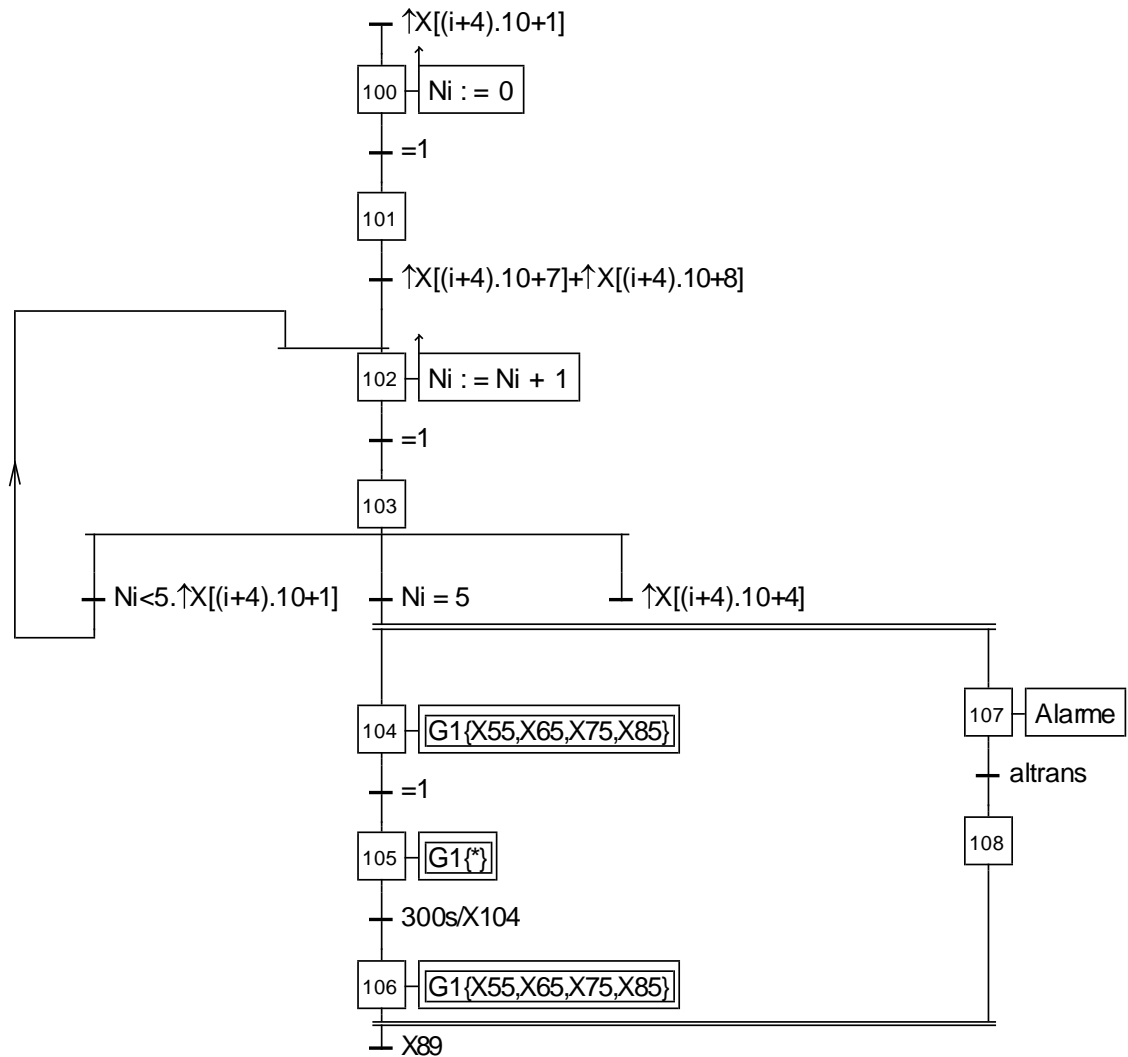 ↑X[(i+4).10+1]
100 Ni : = 0
=1
101
↑X[(i+4).10+7]+↑X[(i+4).10+8]
102 Ni : = Ni + 1
=1
103
Ni<5.↑X[(i+4).10+1] Ni = 5 ↑X[(i+4).10+4]
104 G1{X55,X65,X75,X85} 107 Alarme
altrans
=1
105 G1{*} 108
300s/X104
106 G1{X55,X65,X75,X85}
X89